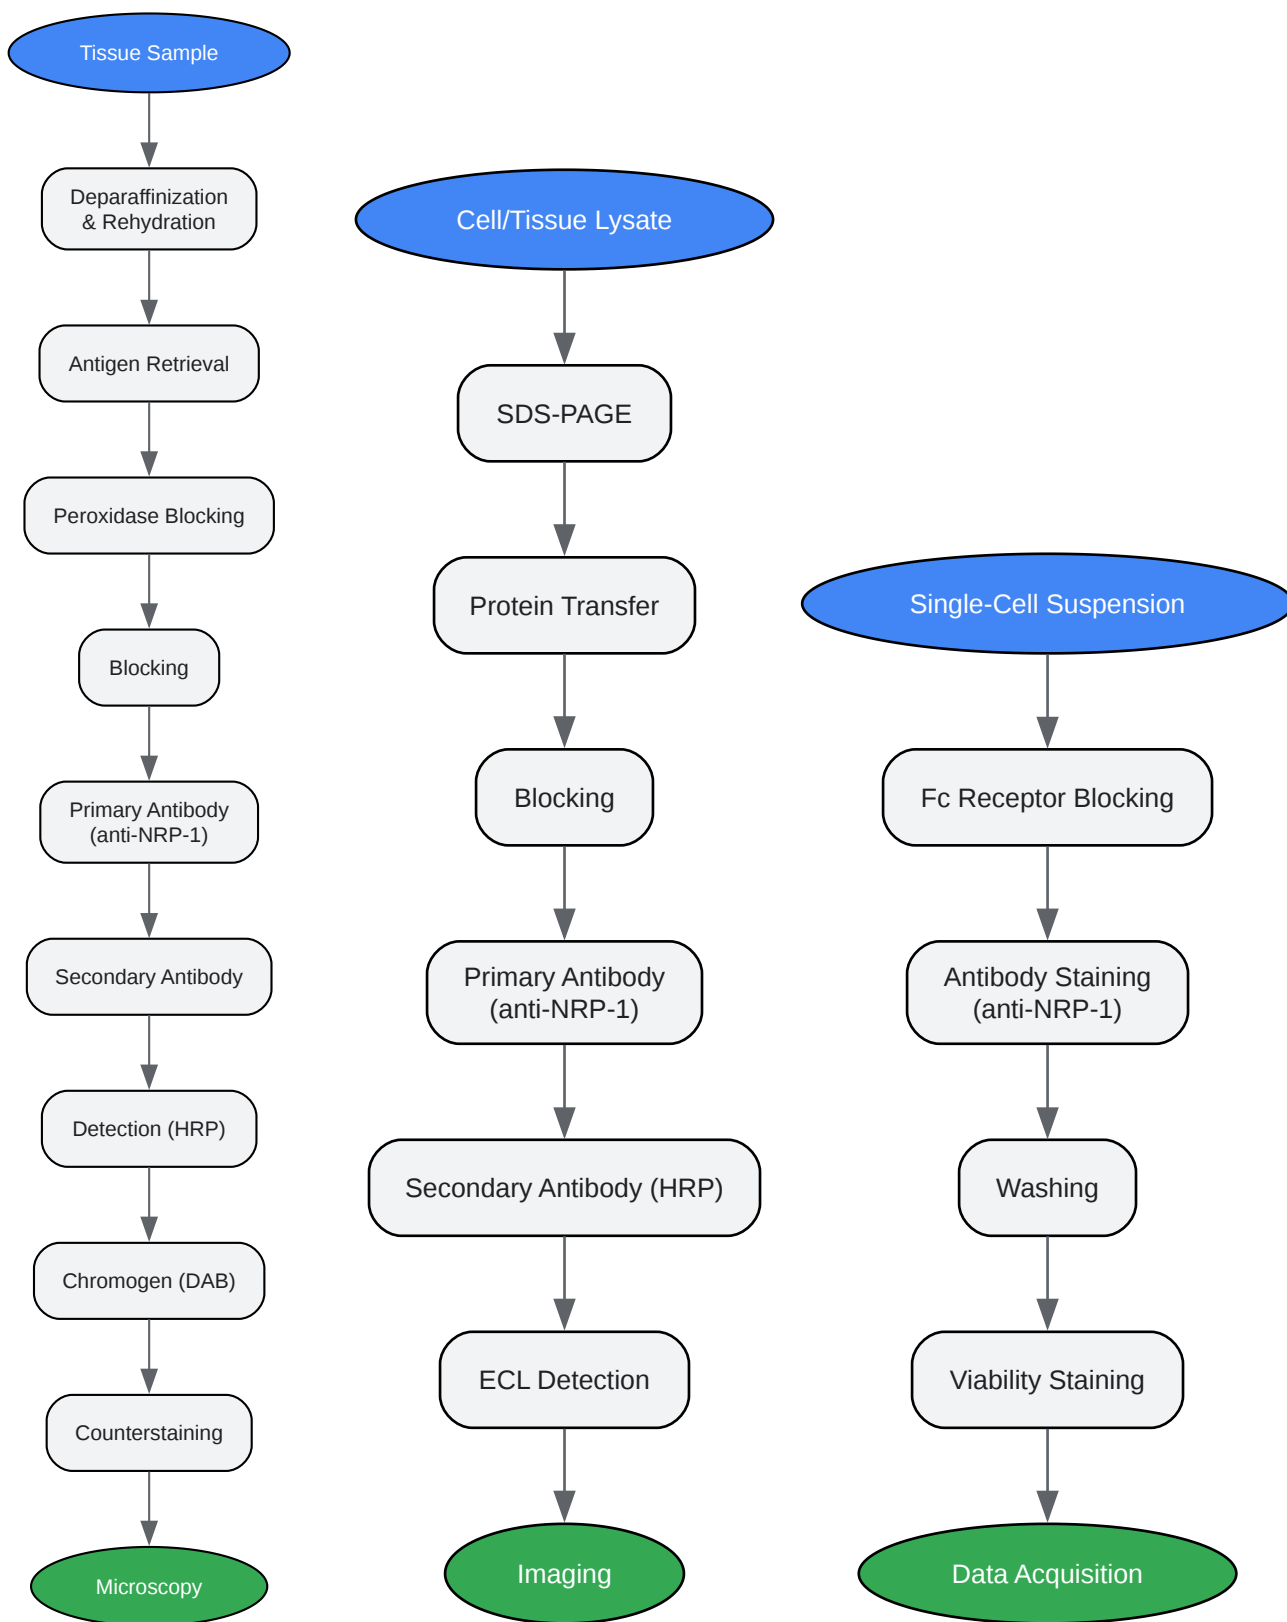 Tissue Sample
Deparaffinization
& Rehydration
Antigen Retrieval
Peroxidase Blocking
Blocking
Primary Antibody
(anti-NRP-1)
Secondary Antibody
Detection (HRP)
Chromogen (DAB)
Counterstaining
Microscopy
Cell/Tissue Lysate
SDS-PAGE
Protein Transfer
Blocking
Primary Antibody
(anti-NRP-1)
Secondary Antibody (HRP)
ECL Detection
Imaging
Single-Cell Suspension
Fc Receptor Blocking
Antibody Staining
(anti-NRP-1)
Washing
Viability Staining
Data Acquisition